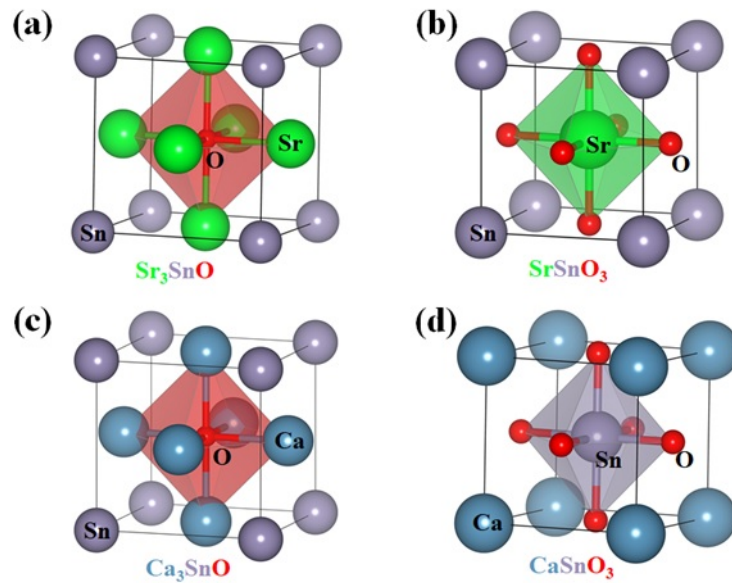 (a)
Sr
O
Sn
Sr₃SnO
(b)
Sr
O
Sn
SrSnO₃
(c)
Ca
O
Sn
Ca₃SnO
(d)
Sn
O
Ca
CaSnO₃